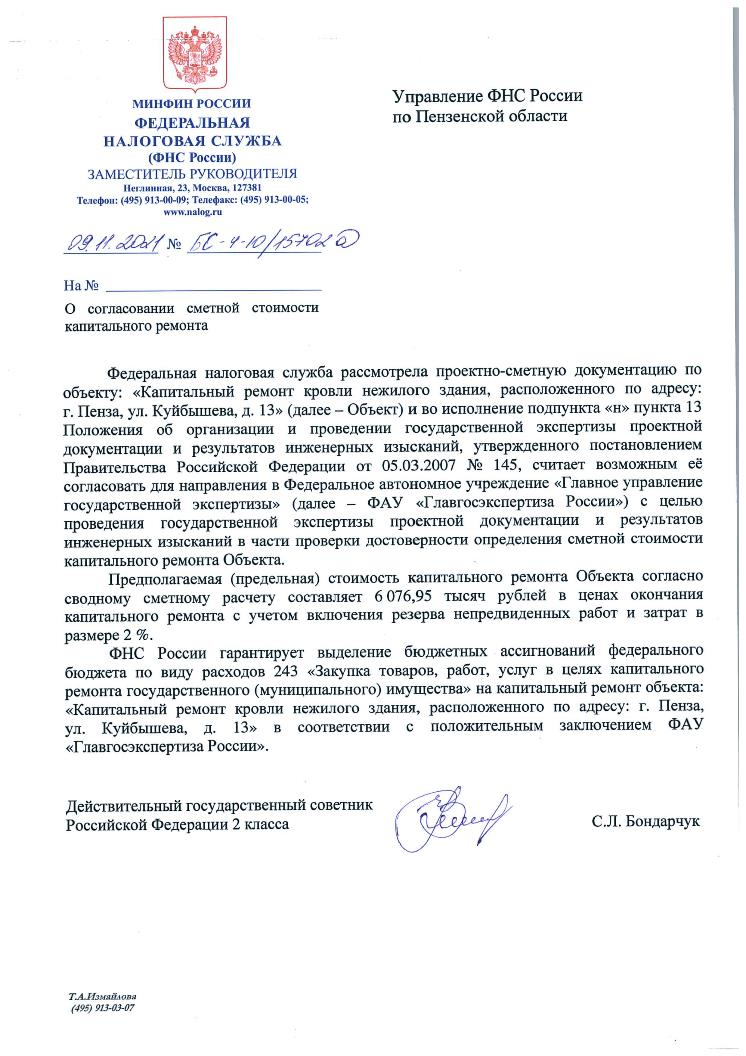 МИНФИН РОССИИ
ФЕДЕРАЛЬНАЯ
НАЛОГОВАЯ СЛУЖБА
(ФНС России)
ЗАМЕСТИТЕЛЬ РУКОВОДИТЕЛЯ
Неглинная, 23, Москва, 127381
Телефон: (495) 913-00-09; Телефакс: (495) 913-00-05;
www.nalog.ru
Управление ФНС России
по Пензенской области
09.11.2021 № БС-4-10/15702@
На №
О согласовании сметной стоимости
капитального ремонта
Федеральная налоговая служба рассмотрела проектно-сметную документацию по
объекту: «Капитальный ремонт кровли нежилого здания, расположенного по адресу:
г. Пенза, ул. Куйбышева, д. 13» (далее – Объект) и во исполнение подпункта «н» пункта 13
Положения об организации и проведении государственной экспертизы проектной
документации и результатов инженерных изысканий, утвержденного постановлением
Правительства Российской Федерации от 05.03.2007 № 145, считает возможным её
согласовать для направления в Федеральное автономное учреждение «Главное управление
государственной экспертизы» (далее – ФАУ «Главгосэкспертиза России») с целью
проведения государственной экспертизы проектной документации и результатов
инженерных изысканий в части проверки достоверности определения сметной стоимости
капитального ремонта Объекта.
Предполагаемая (предельная) стоимость капитального ремонта Объекта согласно
сводному сметному расчету составляет 6 076,95 тысяч рублей в ценах окончания
капитального ремонта с учетом включения резерва непредвиденных работ и затрат в
размере 2 %.
ФНС России гарантирует выделение бюджетных ассигнований федерального
бюджета по виду расходов 243 «Закупка товаров, работ, услуг в целях капитального
ремонта государственного (муниципального) имущества» на капитальный ремонт объекта:
«Капитальный ремонт кровли нежилого здания, расположенного по адресу: г. Пенза,
ул. Куйбышева, д. 13» в соответствии с положительным заключением ФАУ
«Главгосэкспертиза России».
Действительный государственный советник
Российской Федерации 2 класса
С.Л. Бондарчук
Т.А.Измайлова
(495) 913-03-07